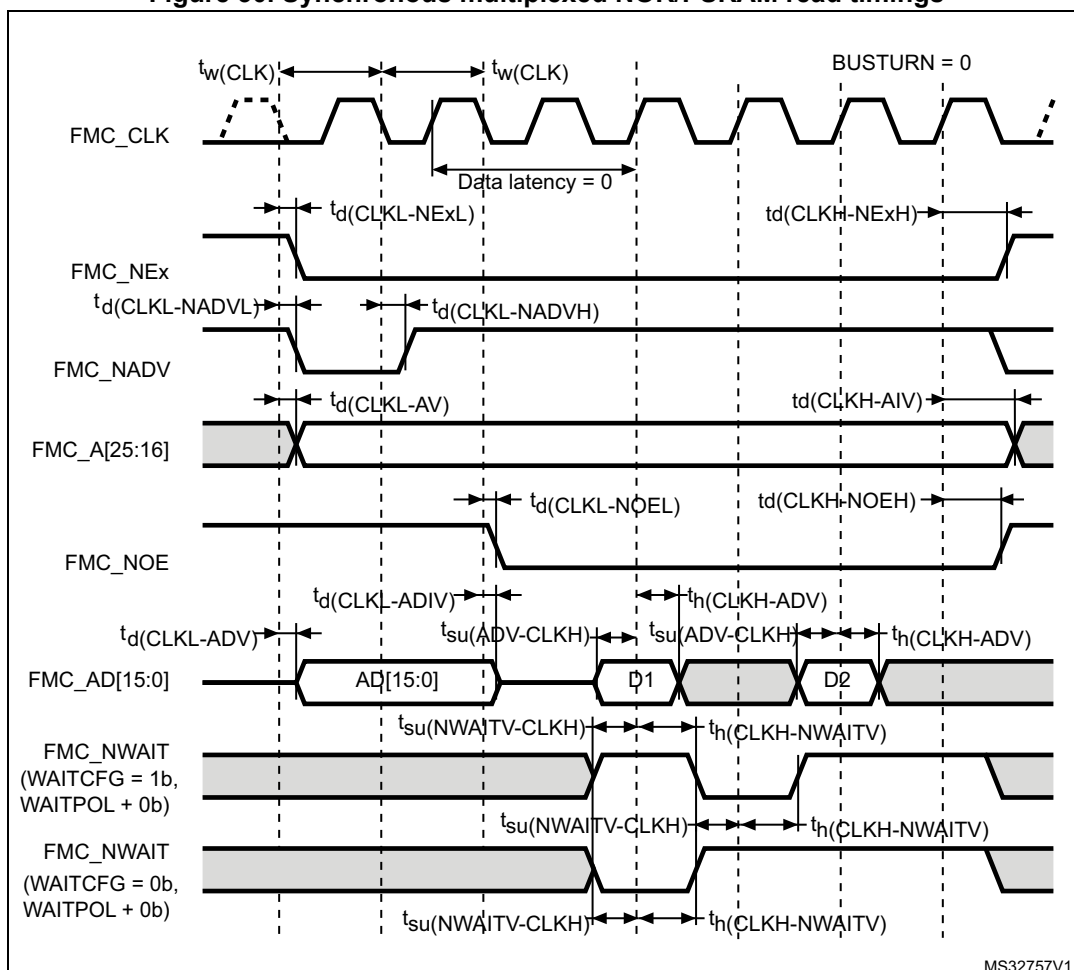 Figure 60. Synchronous multiplexed NOR/PSRAM read timings
tw(CLK) tw(CLK) BUSTURN = 0
FMC_CLK
Data latency = 0
td(CLKL-NExL) td(CLKH-NExH)
FMC_NEx
td(CLKL-NADVL) td(CLKL-NADVH)
FMC_NADV
td(CLKL-AV) td(CLKH-AIV)
FMC_A[25:16]
td(CLKL-NOEL) td(CLKH-NOEH)
FMC_NOE
td(CLKL-ADIV) th(CLKH-ADV)
td(CLKL-ADV) tsu(ADV-CLKH) tsu(ADV-CLKH) th(CLKH-ADV)
FMC_AD[15:0] AD[15:0] D1 D2
tsu(NWAITV-CLKH) th(CLKH-NWAITV)
FMC_NWAIT
(WAITCFG = 1b,
WAITPOL + 0b)
tsu(NWAITV-CLKH) th(CLKH-NWAITV)
FMC_NWAIT
(WAITCFG = 0b,
WAITPOL + 0b)
tsu(NWAITV-CLKH) th(CLKH-NWAITV)
MS32757V1